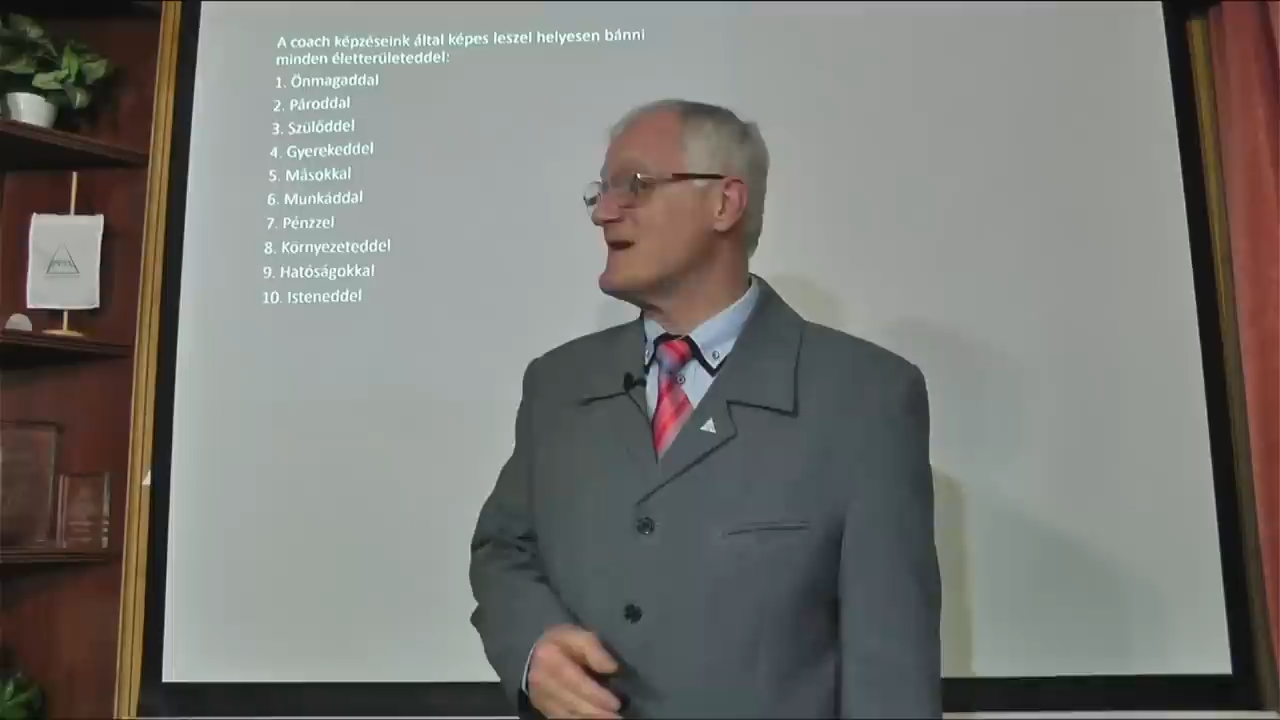 A coach képzéseink által képes leszel helyesen bánni
minden életterületeddel:
1. Önmagaddal
2. Pároddal
3. Szülőddel
4. Gyerekeddel
5. Másokkal
6. Munkáddal
7. Pénzzel
8. Környezeteddel
9. Hatóságokkal
10. Isteneddel